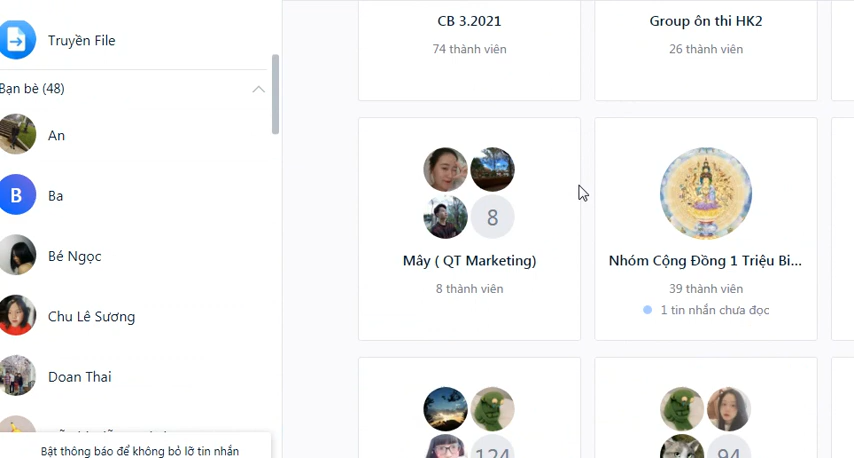 Truyền File
Bạn bè (48)
An
B
Ba
Bé Ngọc
Chu Lê Sương
Doan Thai
Bật thông báo để không bỏ lỡ tin nhắn
CB 3.2021
74 thành viên
Group ôn thi HK2
26 thành viên
8
Mây ( QT Marketing)
8 thành viên
Nhóm Cộng Đồng 1 Triệu Bi...
39 thành viên
1 tin nhắn chưa đọc
124
94